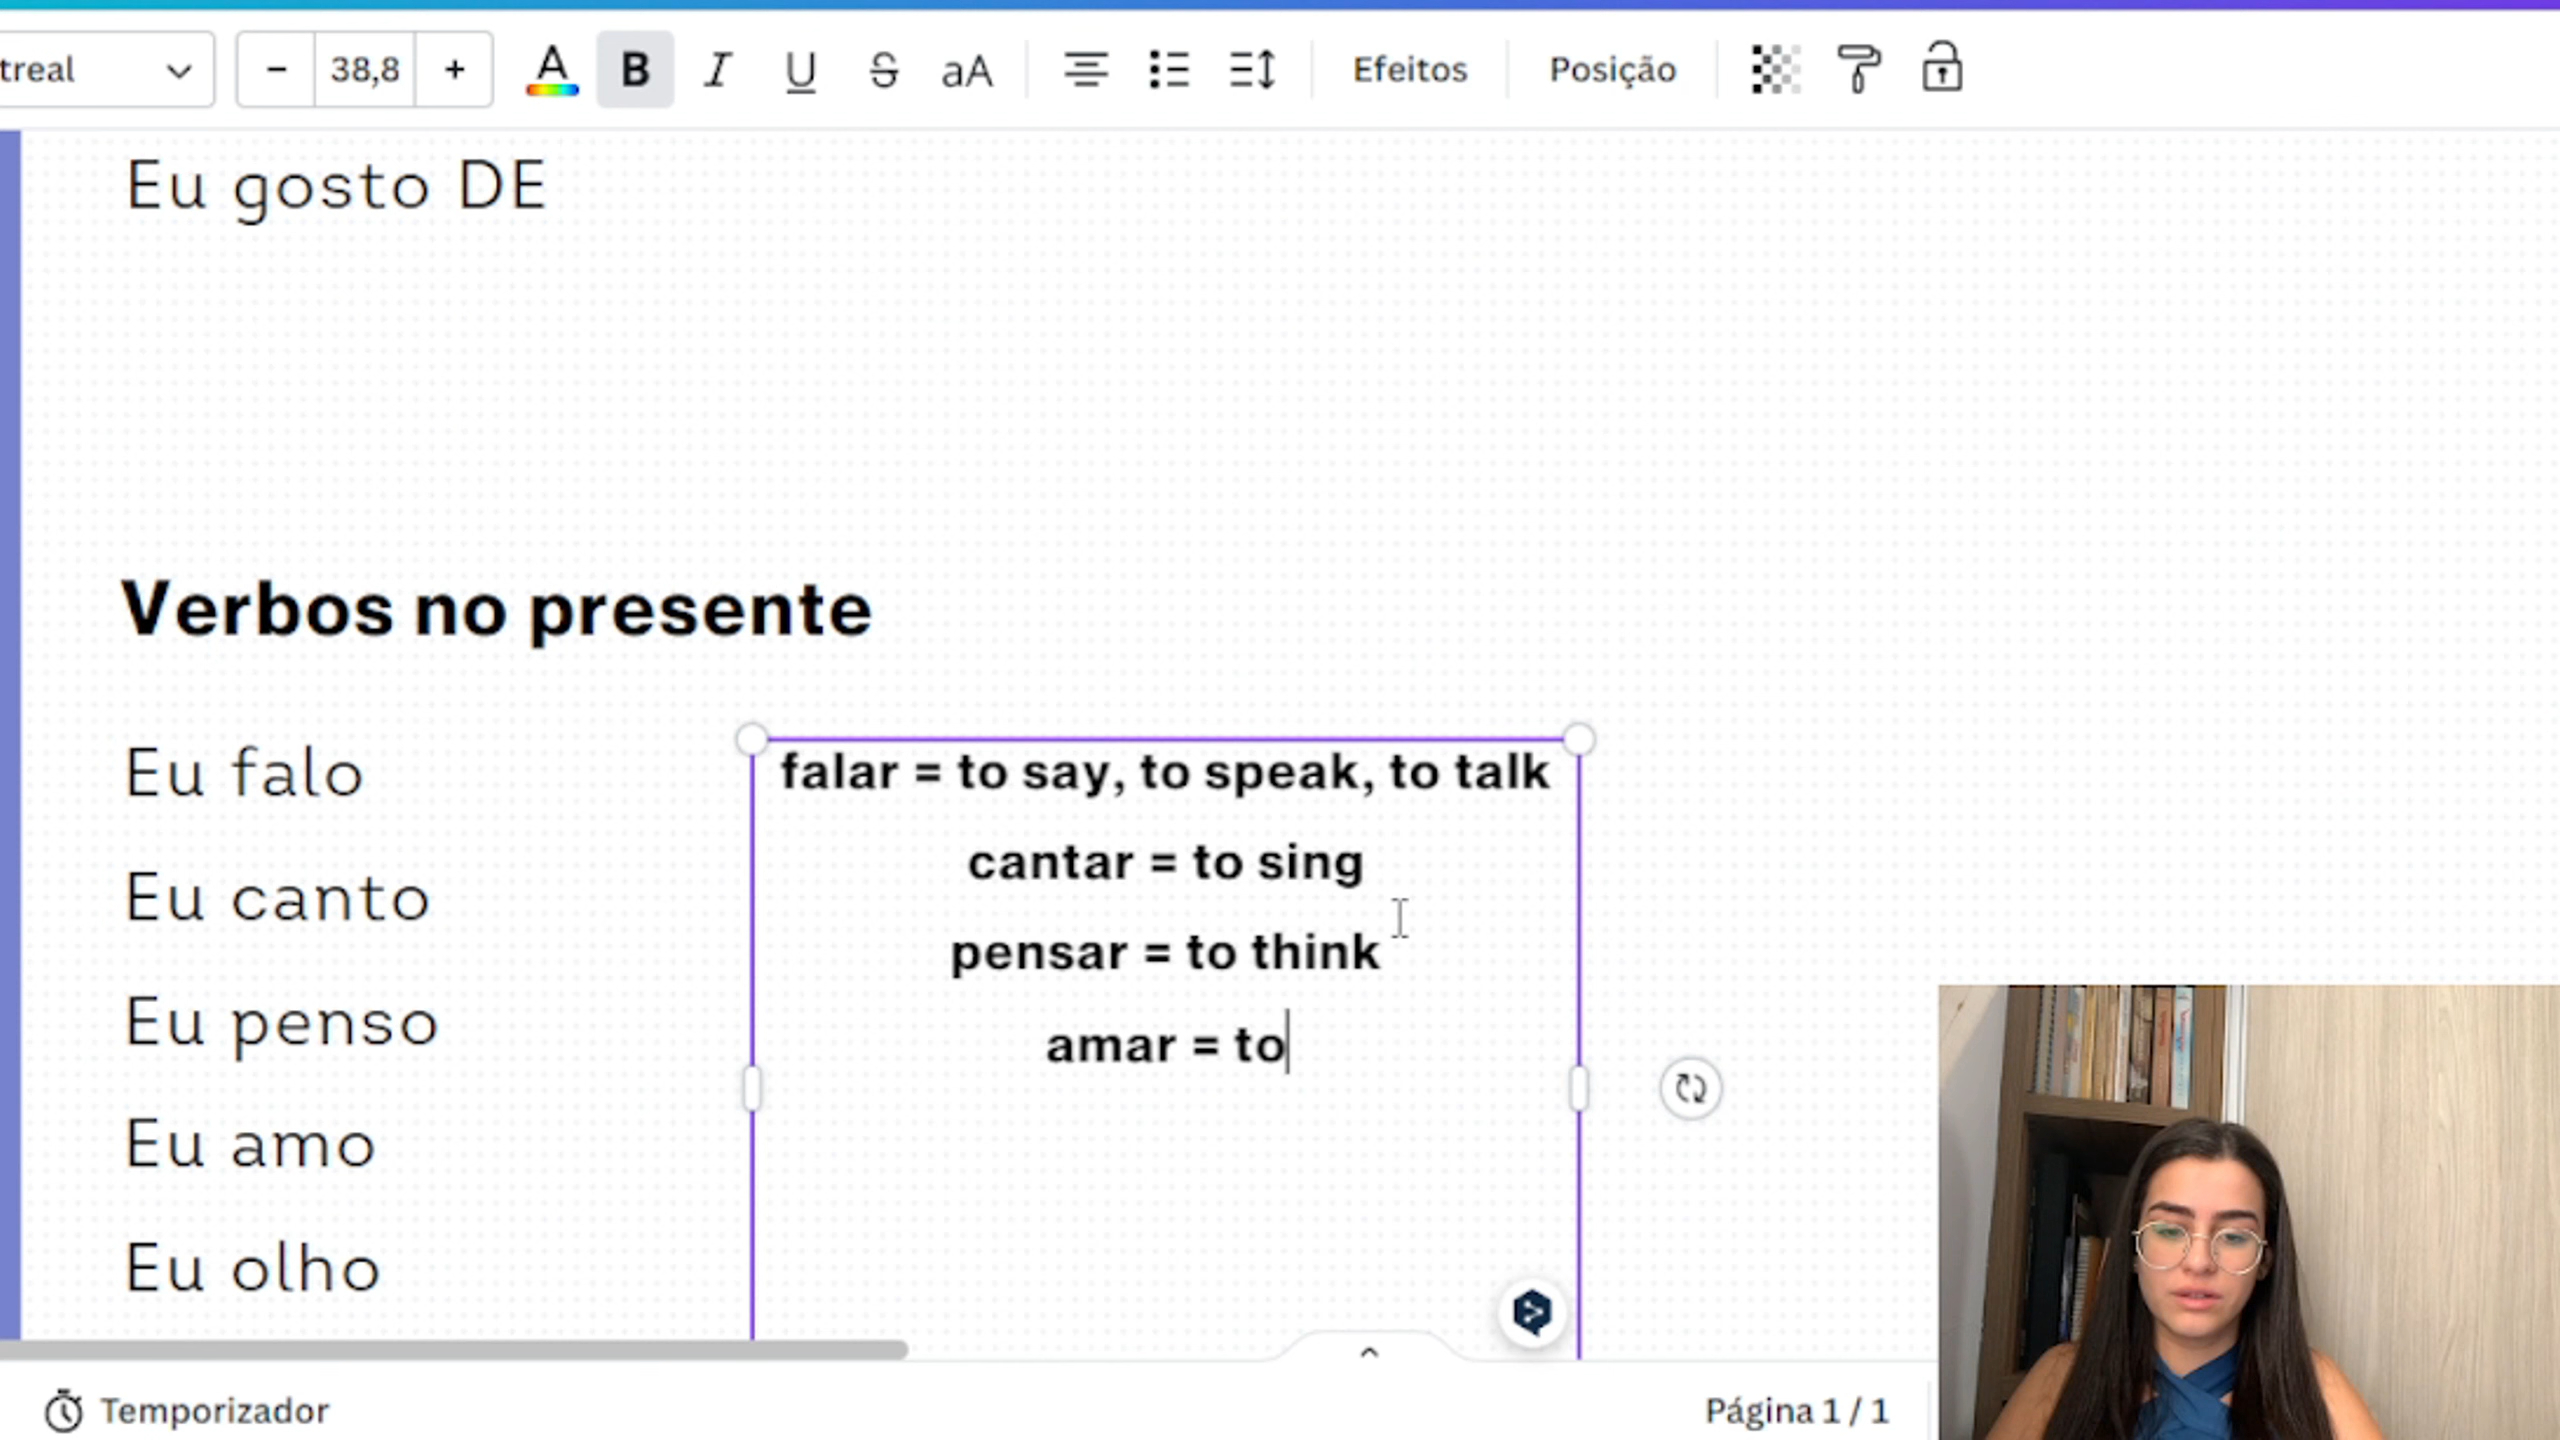 treal
− 38,8 +
A B I U S aA
Efeitos
Posição
Eu gosto DE
Verbos no presente
Eu falo
Eu canto
Eu penso
Eu amo
Eu olho
falar = to say, to speak, to talk
cantar = to sing
pensar = to think
amar = to
Temporizador
Página 1 / 1